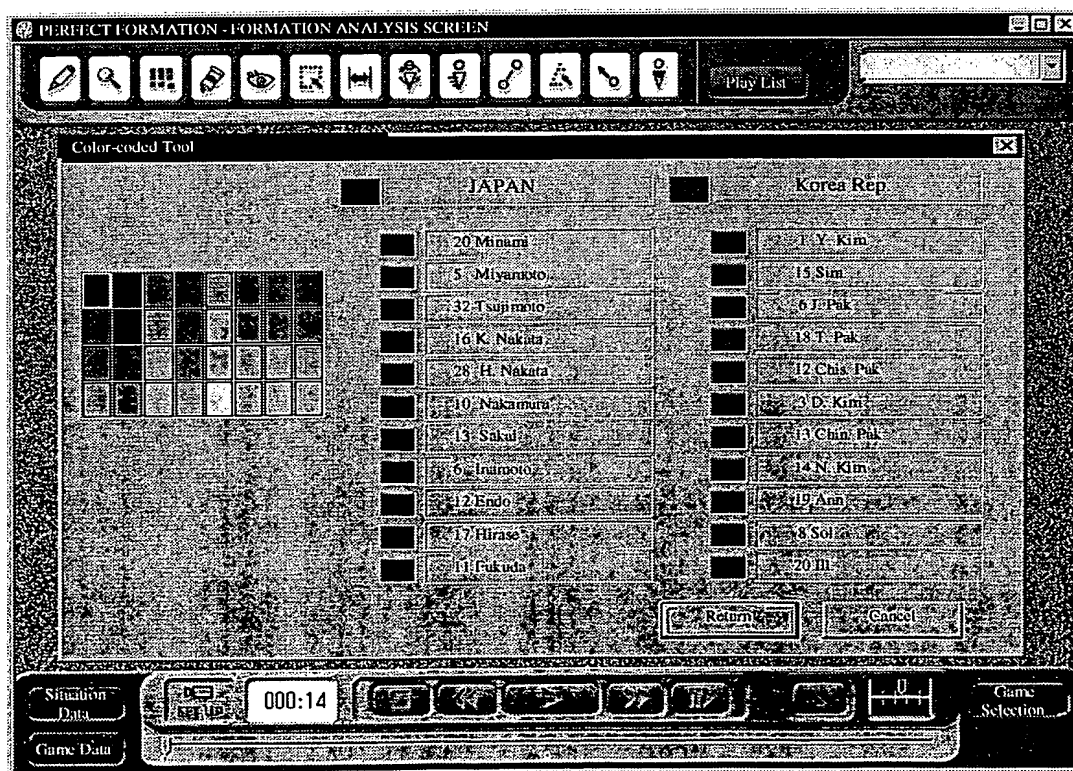 PERFECT FORMATION - FORMATION ANALYSIS SCREEN
Play List
Color-coded Tool
JAPAN
Korea Rep.
20 Minami
1 Y. Kim
5 Miyamoto
15 Sim
32 Tsujimoto
6 J. Pak
16 K. Nakata
18 T. Pak
28 H. Nakata
12 Chis. Pak
10 Nakamura
3 D. Kim
13 Sakui
13 Chin. Pak
6 Inamoto
14 N. Kim
12 Endo
19 Ann
17 Hirase
8 Sol
11 Fukuda
20 Ill
Return
Cancel
Situation
Data
SET UP
000:14
Game
Selection
Game Data